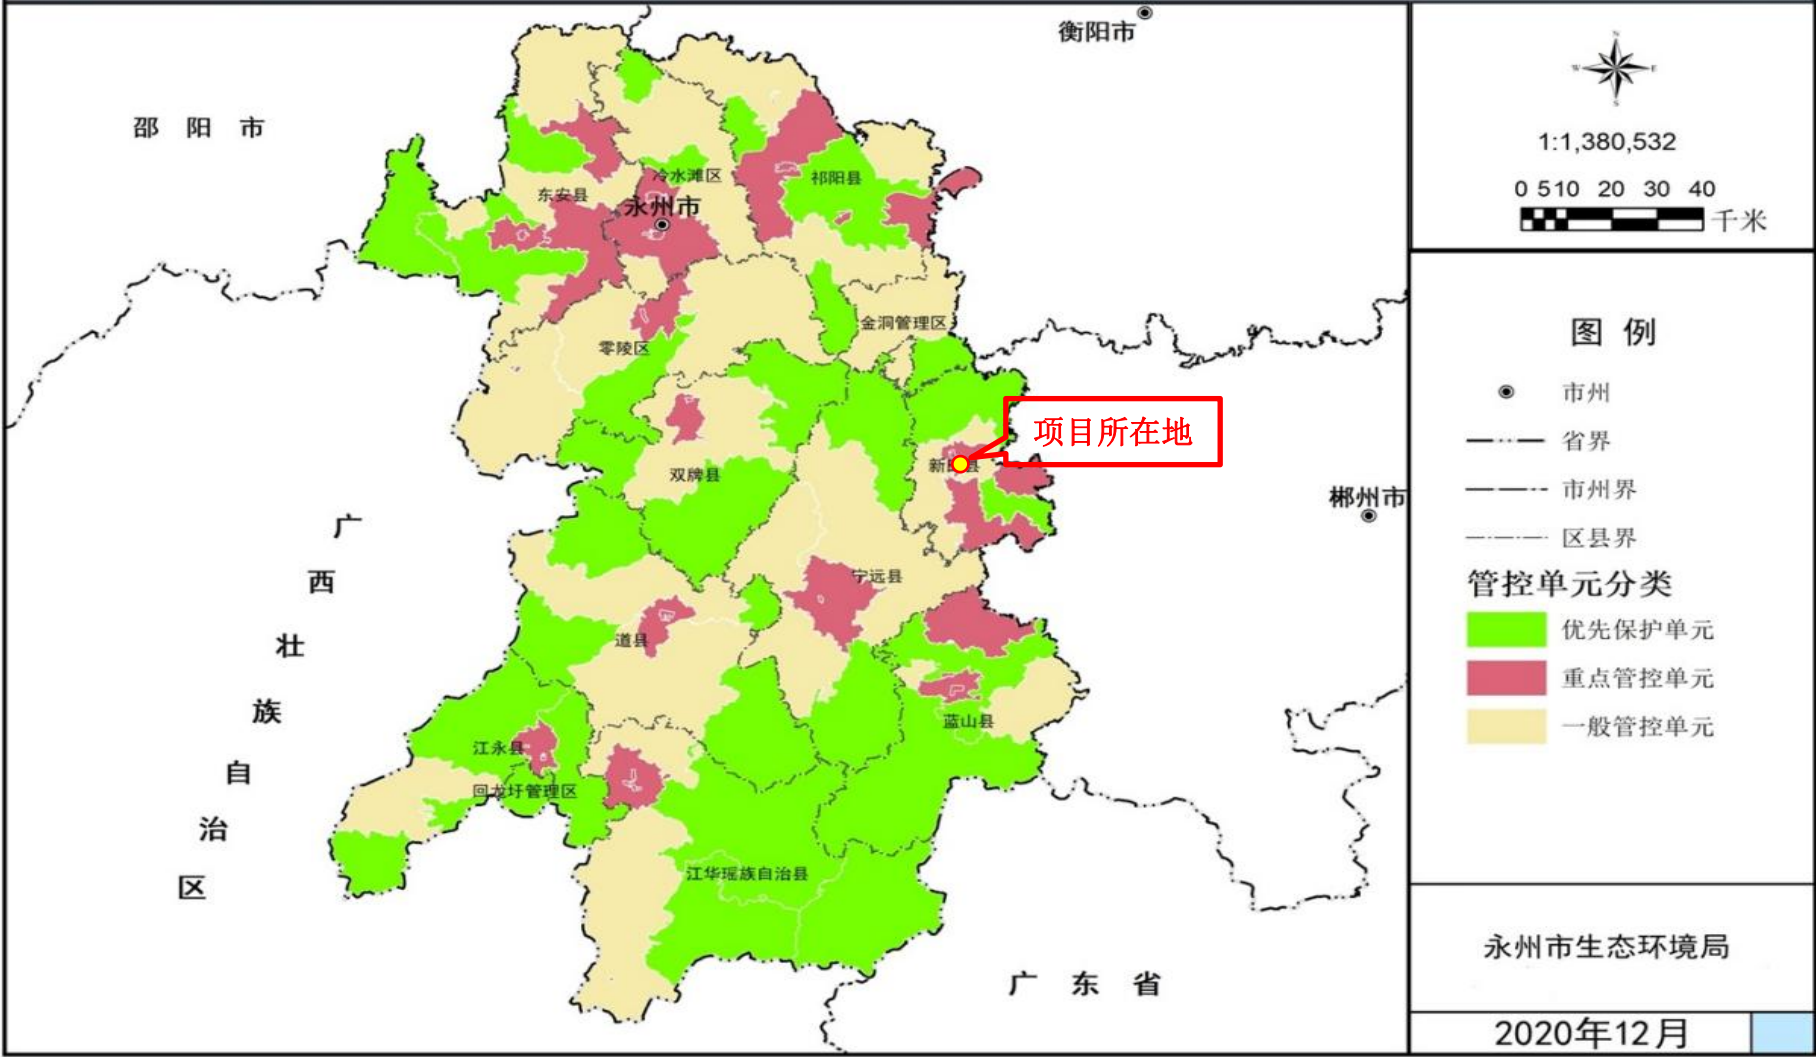 衡阳市
邵阳市
冷水滩区
祁阳县
东安县
永州市
金洞管理区
零陵区
项目所在地
新田县
双牌县
郴州市
广西壮族自治区
宁远县
道县
蓝山县
江永县
回龙圩管理区
江华瑶族自治县
广东省
N
W E
S
1:1,380,532
0 5 10 20 30 40
千米
图 例
市州
省界
市州界
区县界
管控单元分类
优先保护单元
重点管控单元
一般管控单元
永州市生态环境局
2020年12月